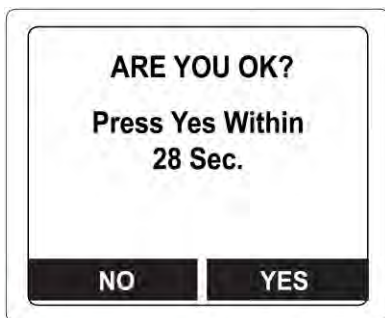 ARE YOU OK?
Press Yes Within
28 Sec.
NO YES